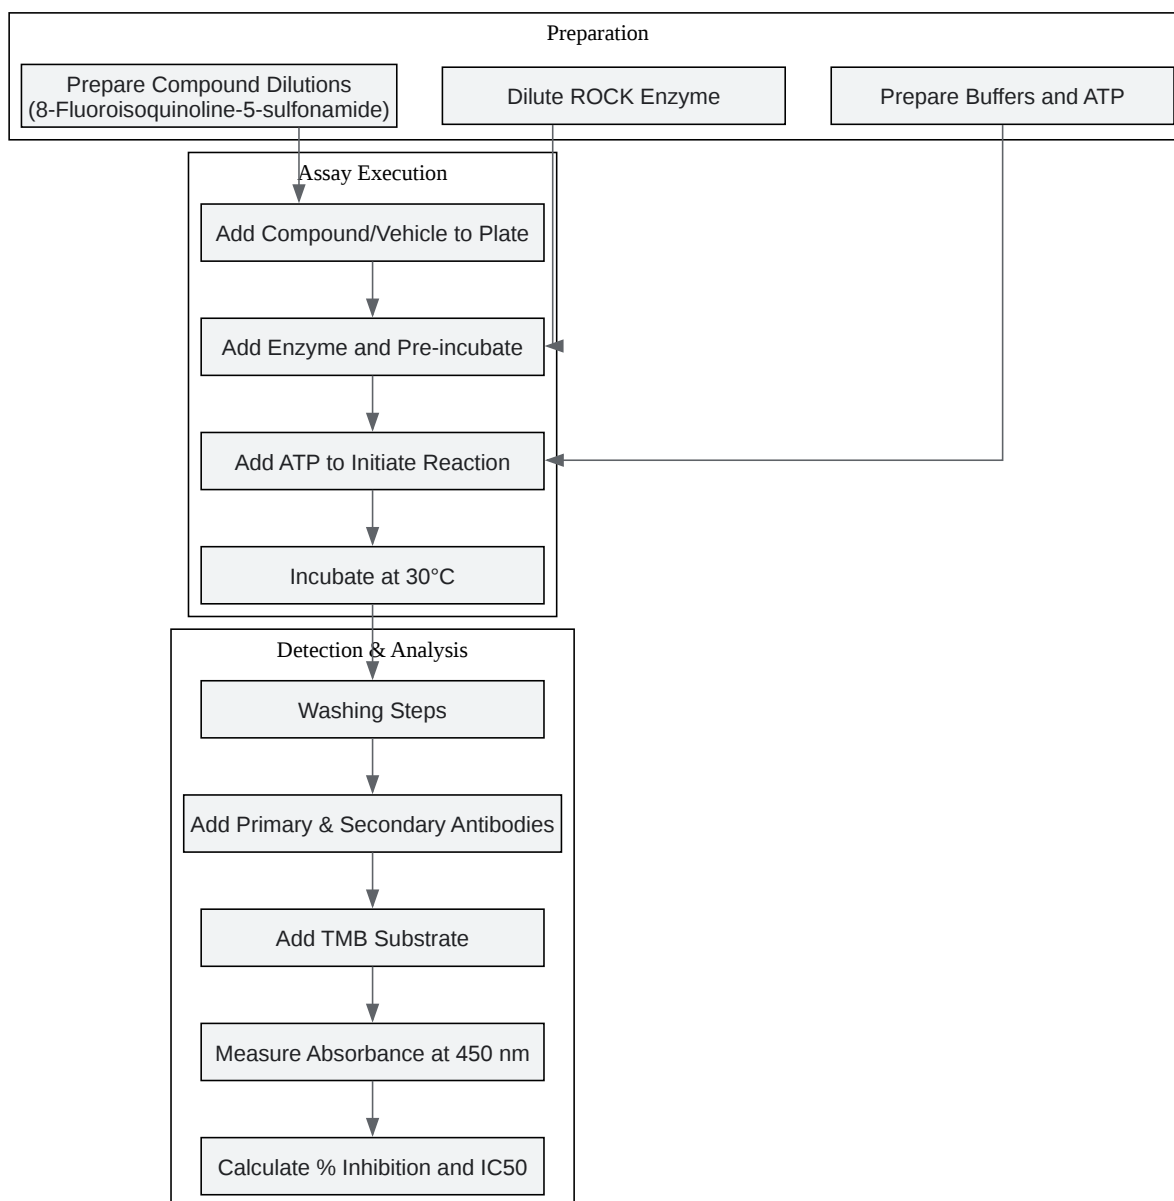 Preparation
Prepare Compound Dilutions
(8-Fluoroisoquinoline-5-sulfonamide)
Dilute ROCK Enzyme
Prepare Buffers and ATP
Assay Execution
Add Compound/Vehicle to Plate
Add Enzyme and Pre-incubate
Add ATP to Initiate Reaction
Incubate at 30°C
Detection & Analysis
Washing Steps
Add Primary & Secondary Antibodies
Add TMB Substrate
Measure Absorbance at 450 nm
Calculate % Inhibition and IC50